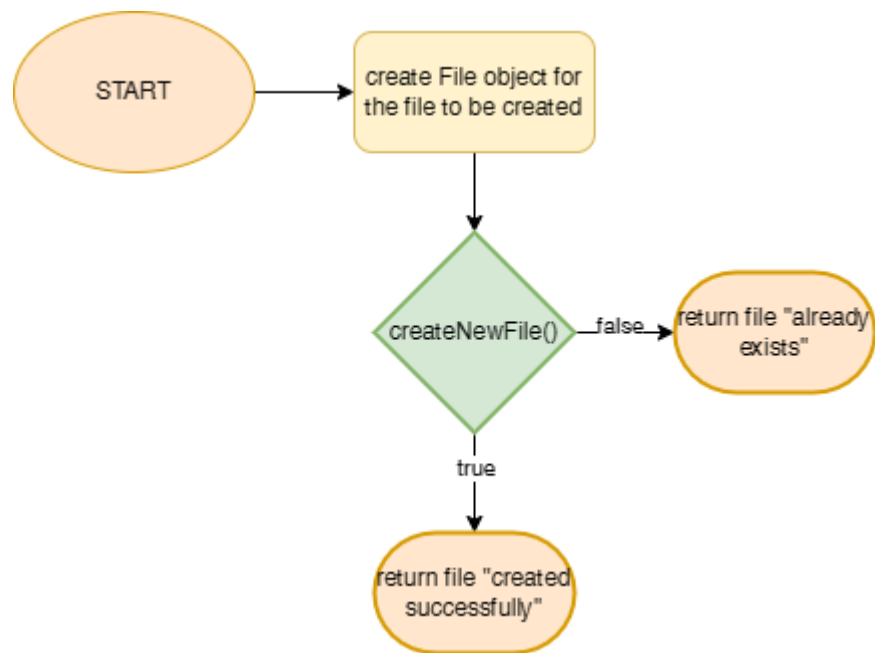 START
create File object for
the file to be created
createNewFile()
false
return file "already
exists"
true
return file "created
successfully"